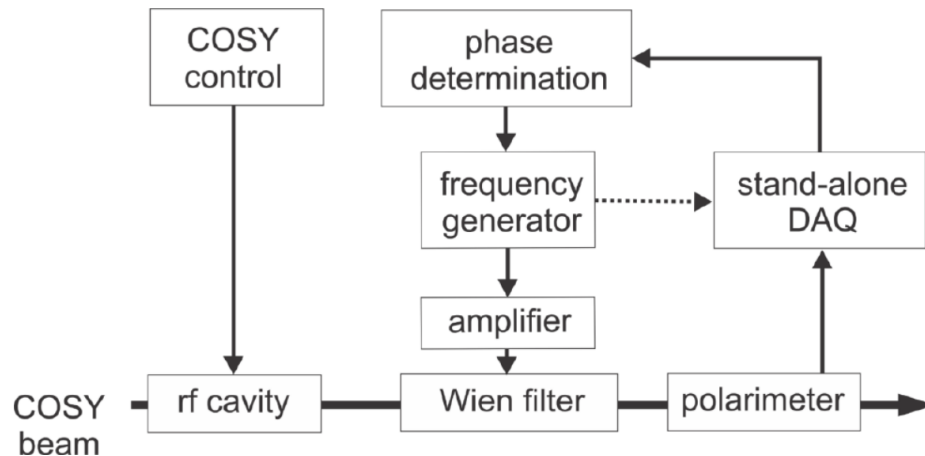 COSY
control
phase
determination
frequency
generator
stand-alone
DAQ
amplifier
COSY
beam
rf cavity
Wien filter
polarimeter